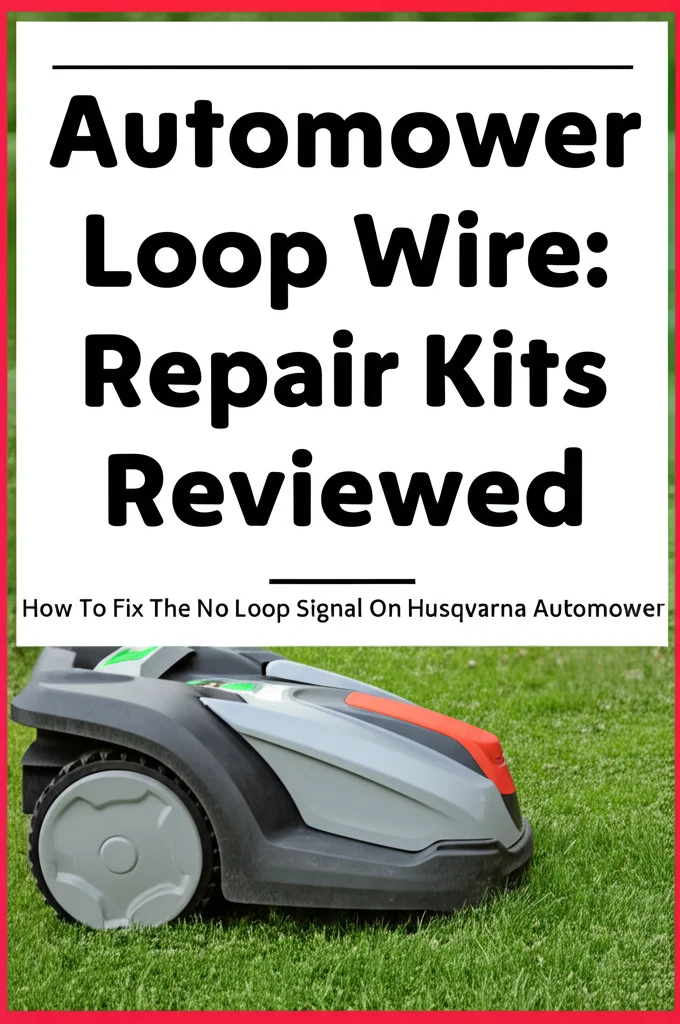 Automower
Loop Wire:
Repair Kits
Reviewed
How To Fix The No Loop Signal On Husqvarna Automower